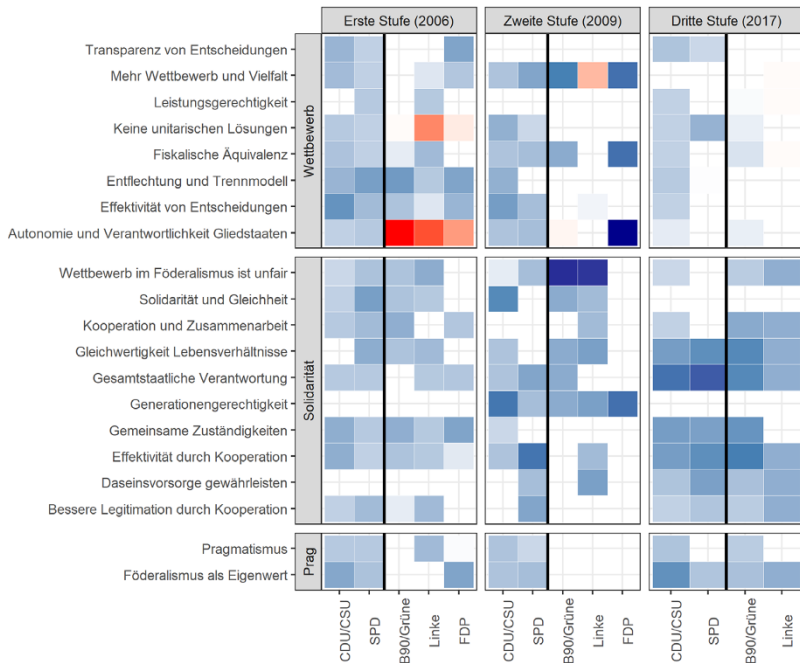 Erste Stufe (2006)
Zweite Stufe (2009)
Dritte Stufe (2017)
Wettbewerb
Transparenz von Entscheidungen
Mehr Wettbewerb und Vielfalt
Leistungsgerechtigkeit
Keine unitarischen Lösungen
Fiskalische Äquivalenz
Entflechtung und Trennmodell
Effektivität von Entscheidungen
Autonomie und Verantwortlichkeit Gliedstaaten
Solidarität
Wettbewerb im Föderalismus ist unfair
Solidarität und Gleichheit
Kooperation und Zusammenarbeit
Gleichwertigkeit Lebensverhältnisse
Gesamtstaatliche Verantwortung
Generationengerechtigkeit
Gemeinsame Zuständigkeiten
Effektivität durch Kooperation
Daseinsvorsorge gewährleisten
Bessere Legitimation durch Kooperation
Prag
Pragmatismus
Föderalismus als Eigenwert
CDU/CSU
SPD
B90/Grüne
Linke
FDP
CDU/CSU
SPD
B90/Grüne
Linke
FDP
CDU/CSU
SPD
B90/Grüne
Linke